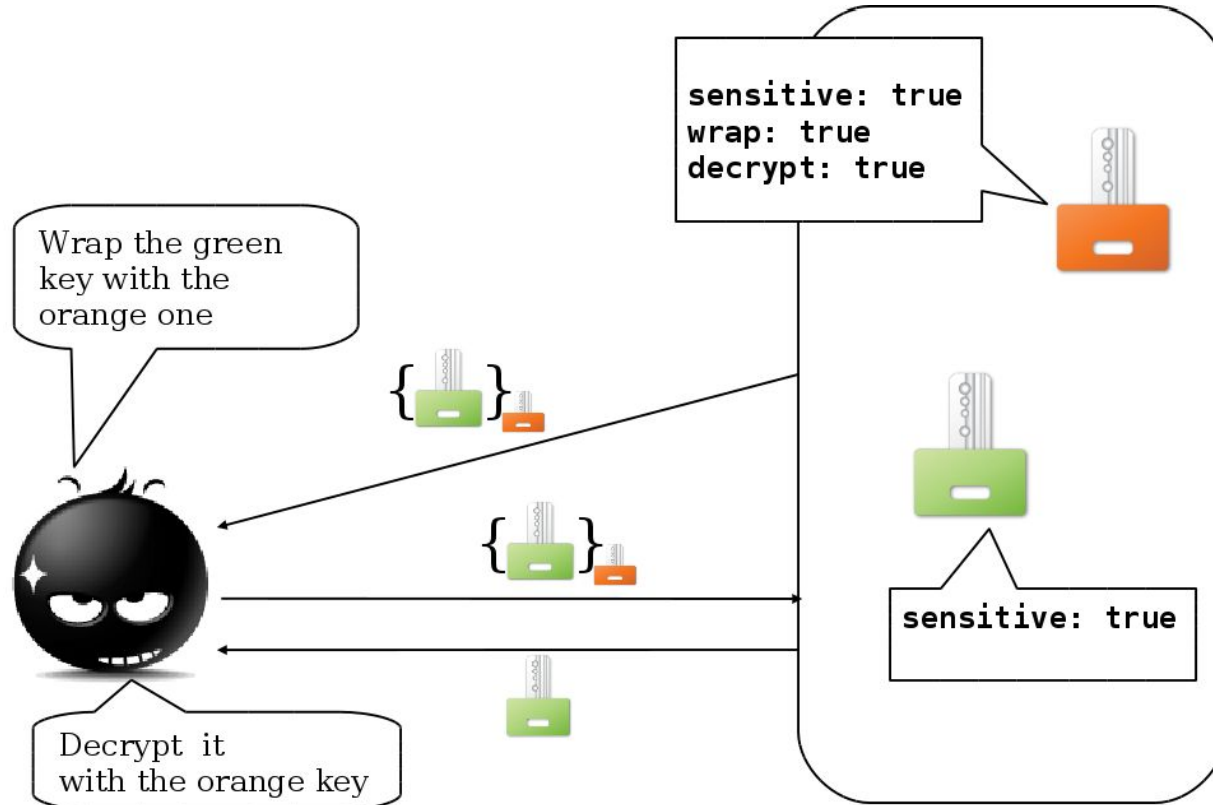 sensitive: true
wrap: true
decrypt: true
Wrap the green
key with the
orange one
{ }
{ }
sensitive: true
Decrypt it
with the orange key